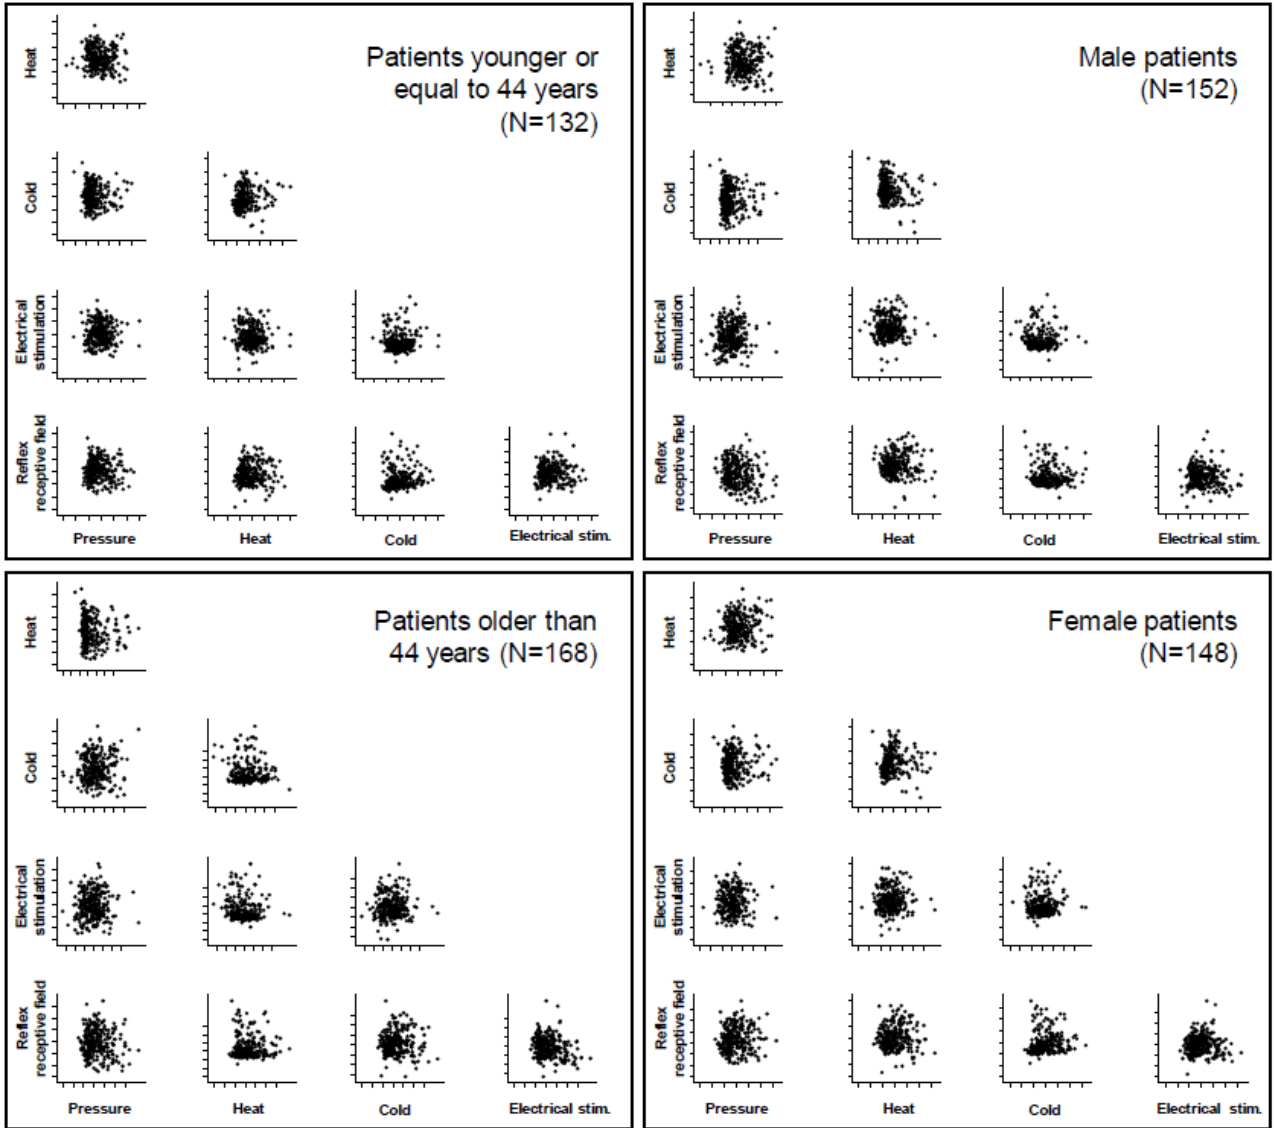 Heat
Patients younger or
equal to 44 years
(N=132)
Cold
Electrical
stimulation
Reflex
receptive field
Pressure
Heat
Cold
Electrical stim.
Heat
Male patients
(N=152)
Cold
Electrical
stimulation
Reflex
receptive field
Pressure
Heat
Cold
Electrical stim.
Heat
Patients older than
44 years (N=168)
Cold
Electrical
stimulation
Reflex
receptive field
Pressure
Heat
Cold
Electrical stim.
Heat
Female patients
(N=148)
Cold
Electrical
stimulation
Reflex
receptive field
Pressure
Heat
Cold
Electrical stim.